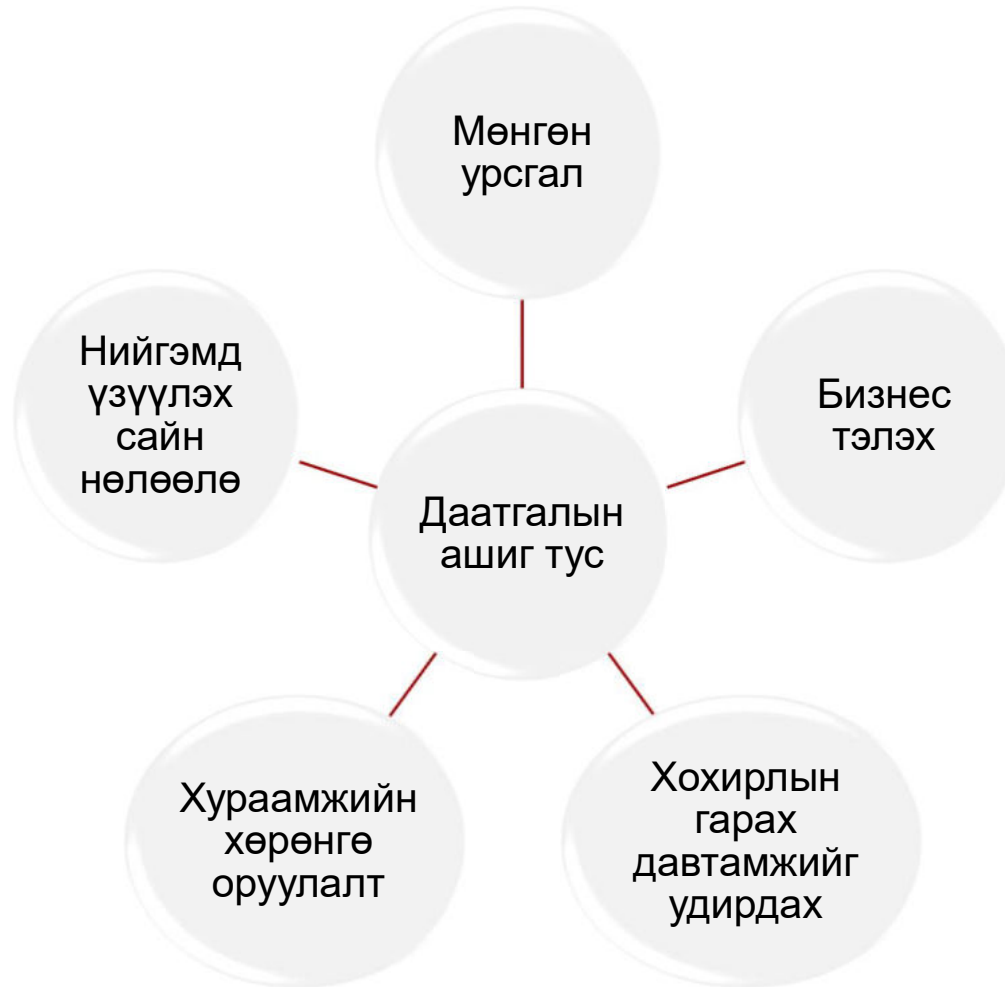 Мөнгөн
урсгал
Нийгэмд
үзүүлэх
сайн
нөлөөлө
Бизнес
тэлэх
Даатгалын
ашиг тус
Хураамжийн
хөрөнгө
оруулалт
Хохирлын
гарах
давтамжийг
удирдах